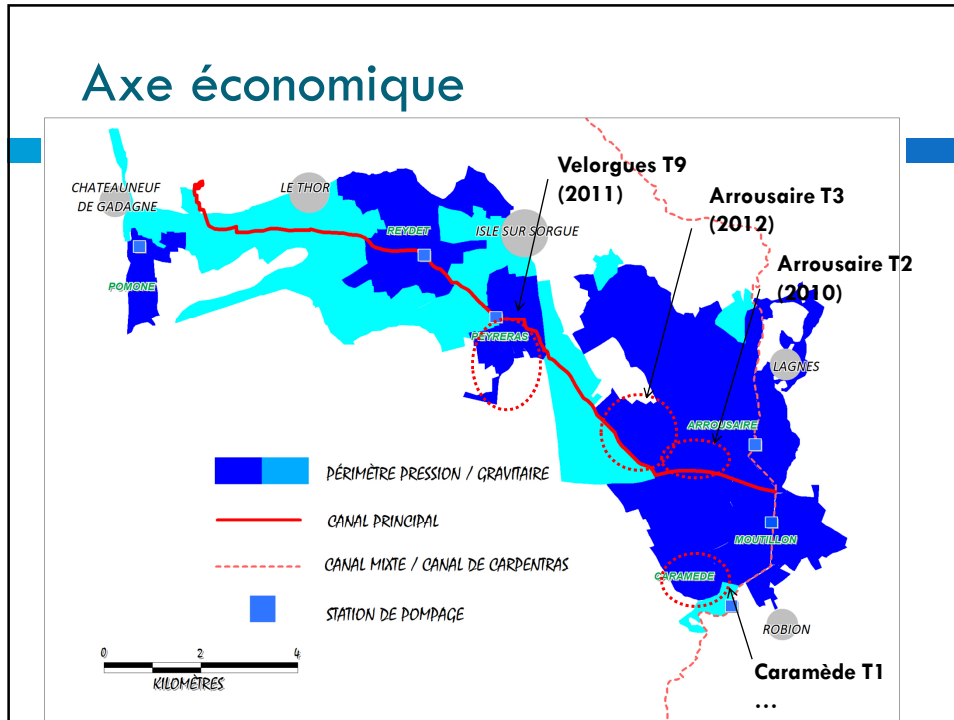 Axe économique
Velorgues T9
(2011)
Arrousaire T3
(2012)
Arrousaire T2
(2010)
CHATEAUNEUF
DE GADAGNE
LE THOR
REYDET
ISLE SUR SORGUE
POMONE
PEYRERAS
LAGNES
ARROUSAIRE
PÉRIMÈTRE PRESSION / GRAVITAIRE
CANAL PRINCIPAL
MOUTILLON
CANAL MIXTE / CANAL DE CARPENTRAS
CARAMEDE
STATION DE POMPAGE
ROBION
0 2 4
KILOMÈTRES
Caramède T1
...